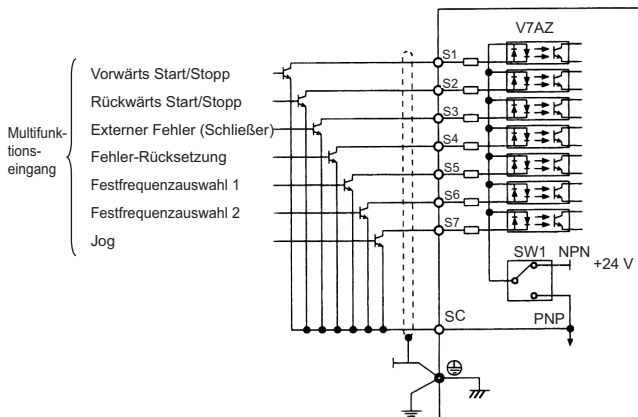 V7AZ
S1
Vorwärts Start/Stopp
S2
Rückwärts Start/Stopp
S3
Externer Fehler (Schließer)
S4
Multifunk-
tions-
eingang
Fehler-Rücksetzung
S5
Festfrequenzauswahl 1
S6
Festfrequenzauswahl 2
S7
Jog
SW1
NPN
+24 V
SC
PNP